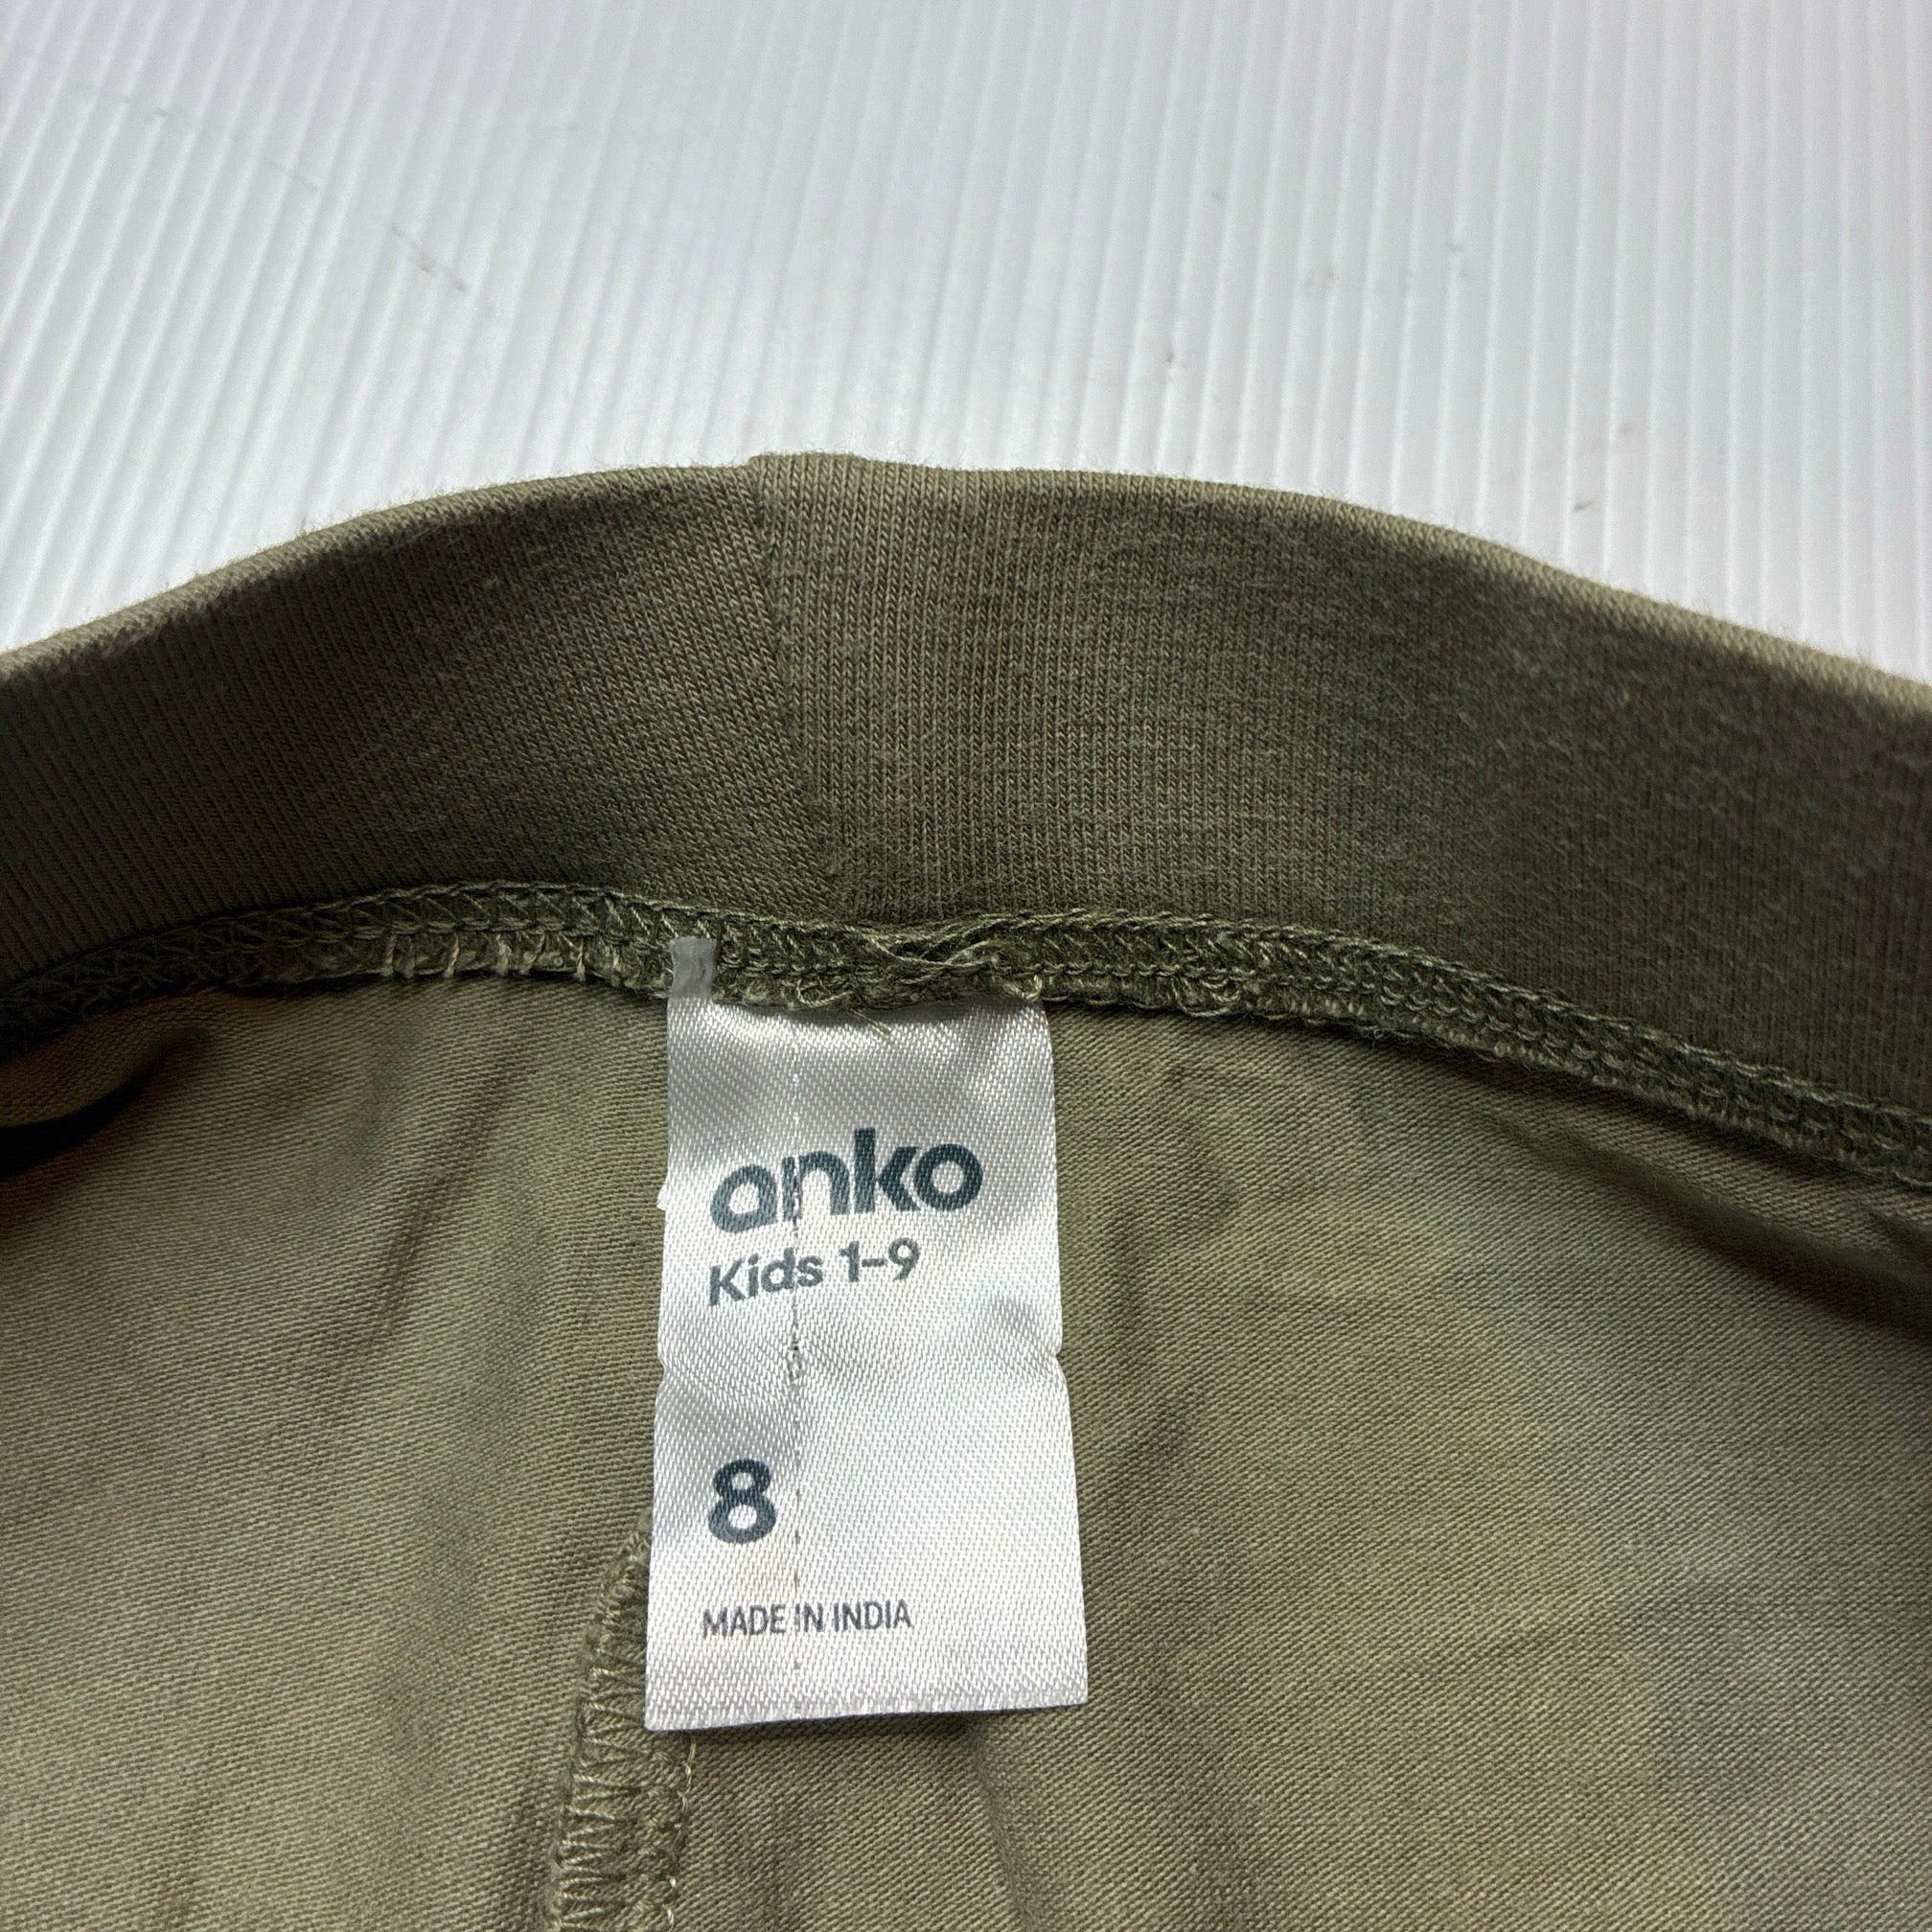 anko
Kids 1-9
8
MADE IN INDIA